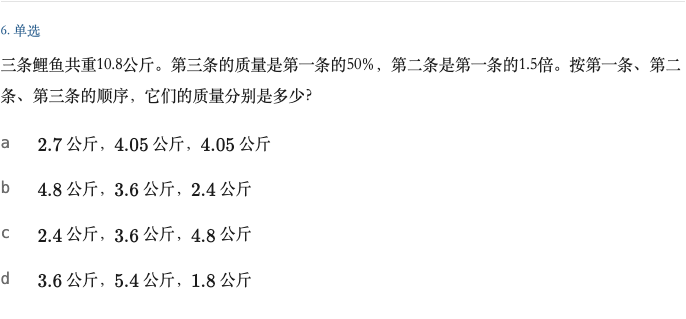 6. 单选
三条鲤鱼共重10.8公斤。第三条的质量是第一条的50%，第二条是第一条的1.5倍。按第一条、第二
条、第三条的顺序，它们的质量分别是多少?
a 2.7 公斤，4.05 公斤，4.05 公斤
b 4.8 公斤，3.6 公斤，2.4 公斤
c 2.4 公斤，3.6 公斤，4.8 公斤
d 3.6 公斤，5.4 公斤，1.8 公斤